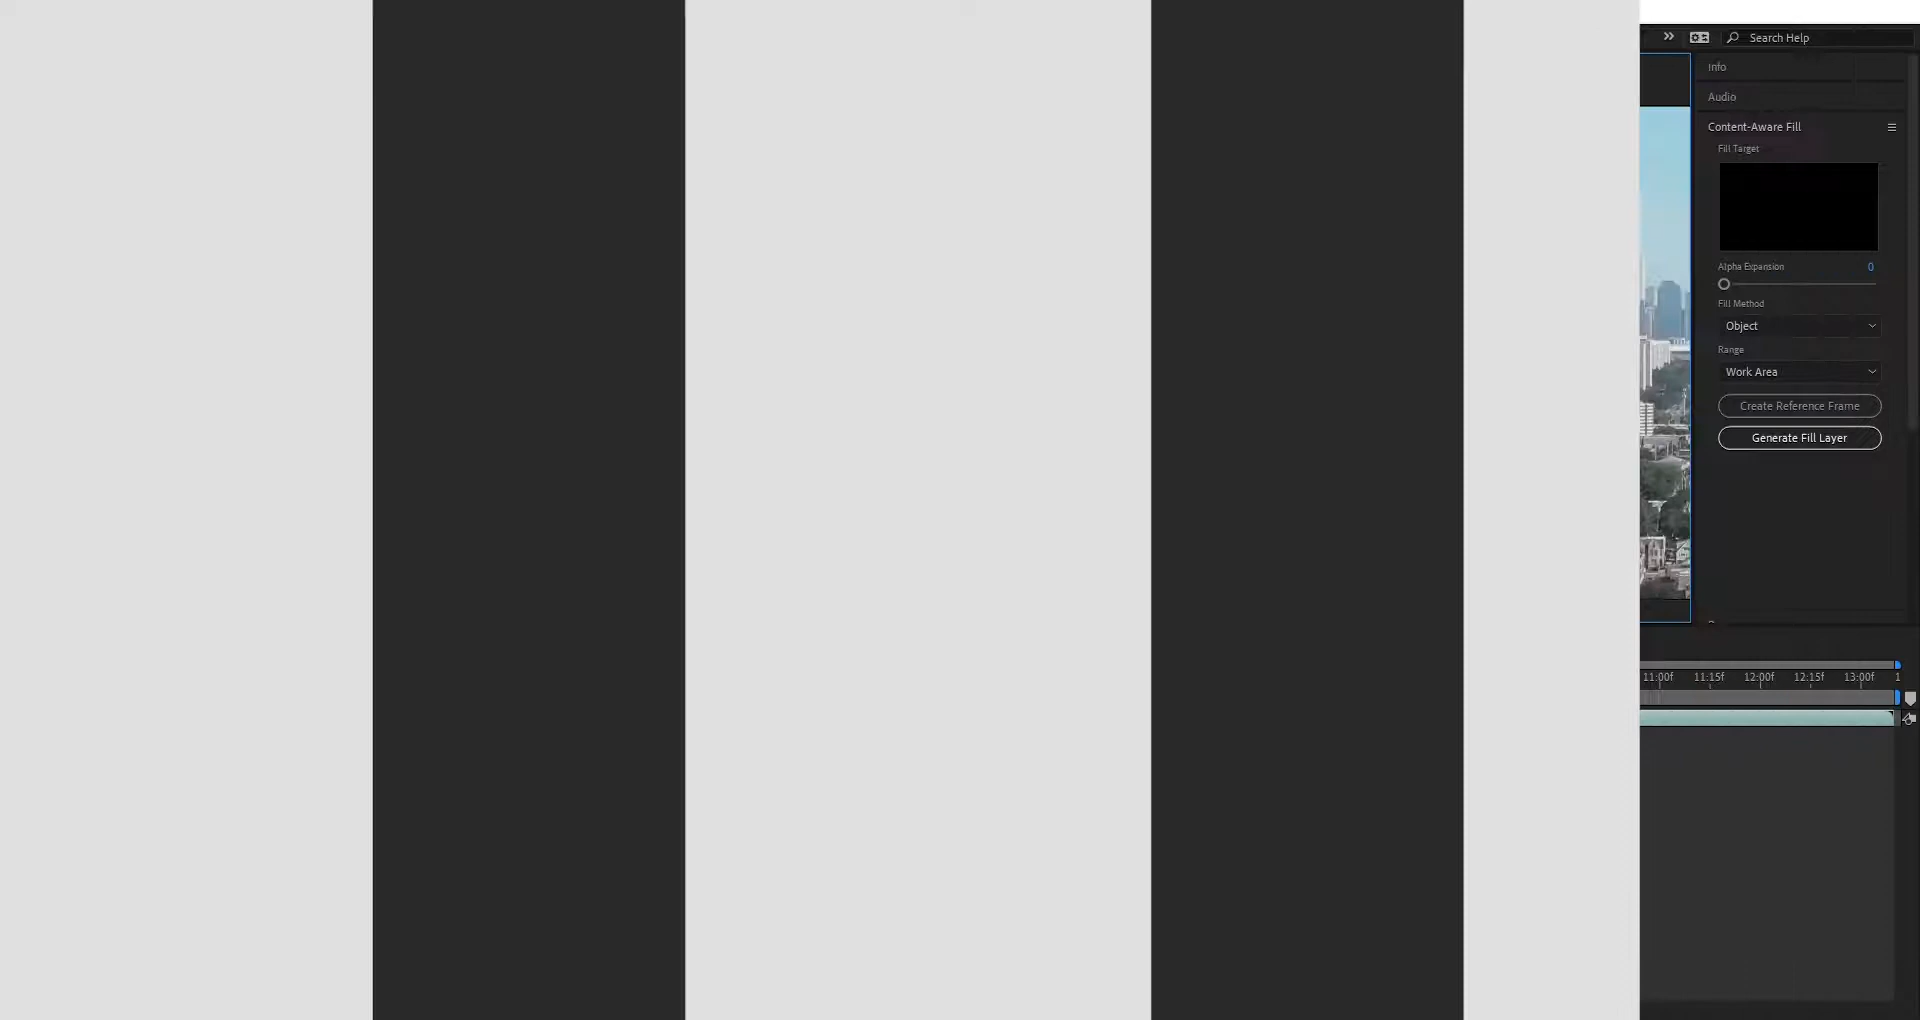 Search Help
Info
Audio
Content-Aware Fill
Fill Target
Alpha Expansion 0
Fill Method
Object
Range
Work Area
Create Reference Frame
Generate Fill Layer
11:00f 11:15f 12:00f 12:15f 13:00f 1